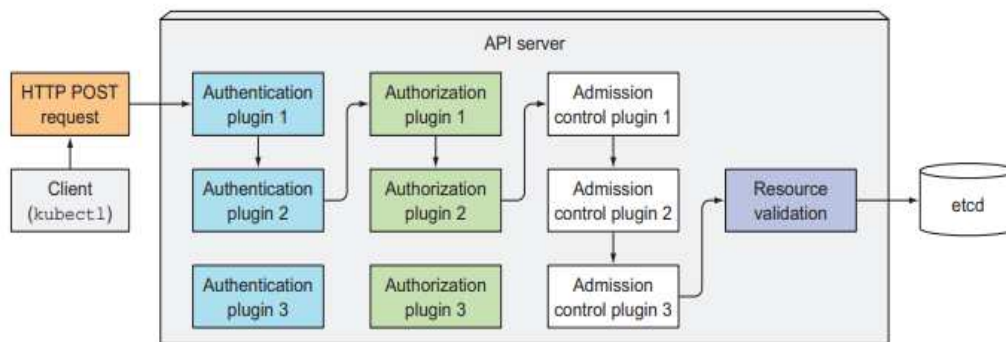 API server
HTTP POST
request
Client
(kubectl)
Authentication
plugin 1
Authentication
plugin 2
Authentication
plugin 3
Authorization
plugin 1
Authorization
plugin 2
Authorization
plugin 3
Admission
control plugin 1
Admission
control plugin 2
Admission
control plugin 3
Resource
validation
etcd